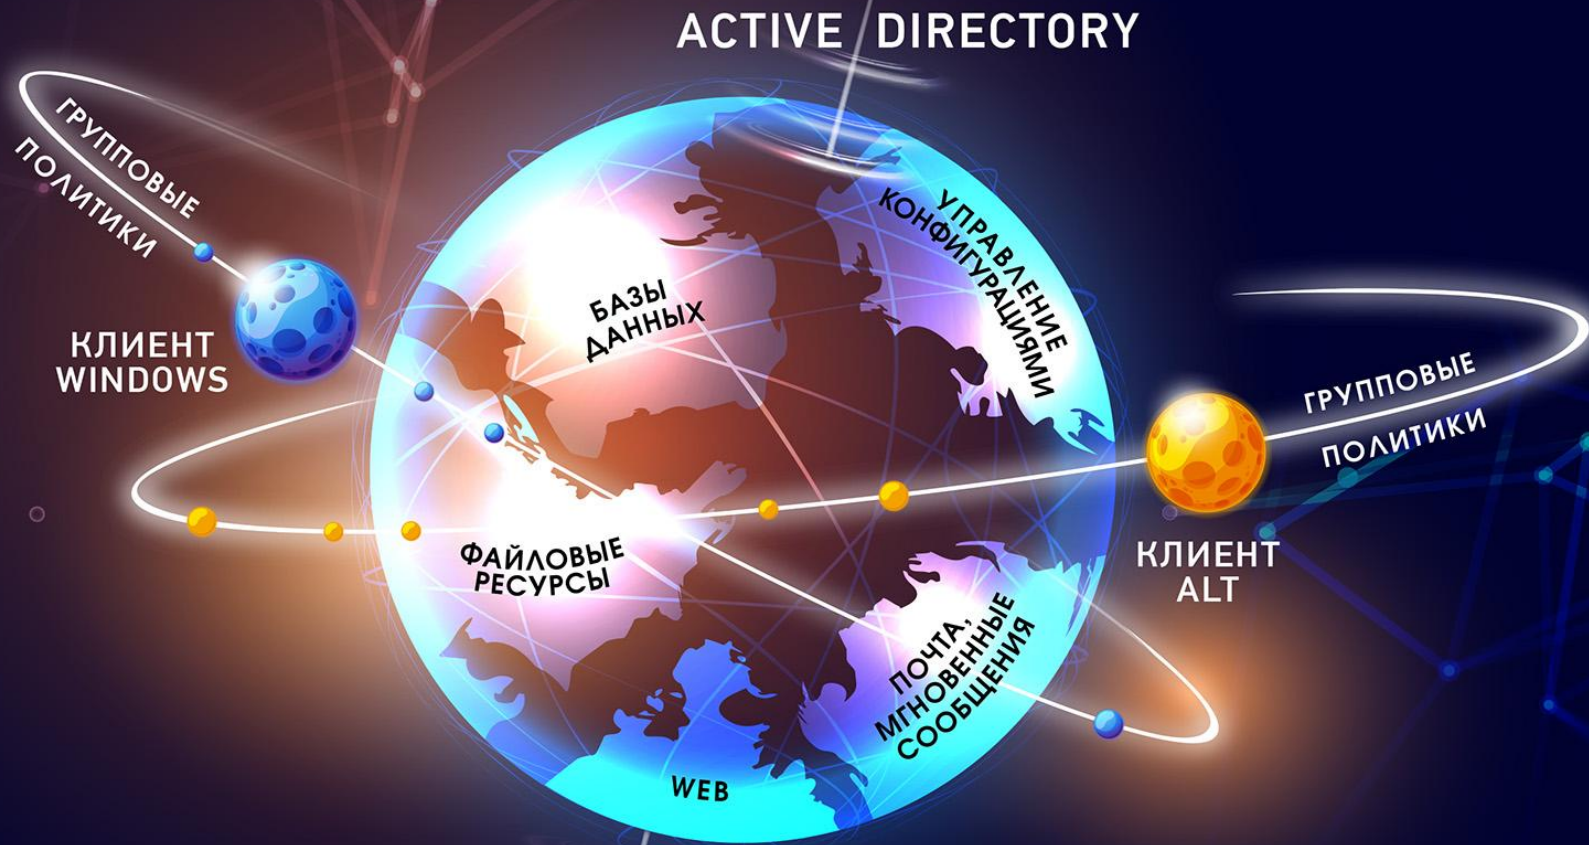 ACTIVE DIRECTORY
ГРУППОВЫЕ
ПОЛИТИКИ
КЛИЕНТ
WINDOWS
БАЗЫ
ДАННЫХ
УПРАВЛЕНИЕ
КОНФИГУРАЦИЯМИ
ГРУППОВЫЕ
ПОЛИТИКИ
КЛИЕНТ
ALT
ФАЙЛОВЫЕ
РЕСУРСЫ
ПОЧТА,
МГНОВЕННЫЕ
СООБЩЕНИЯ
WEB